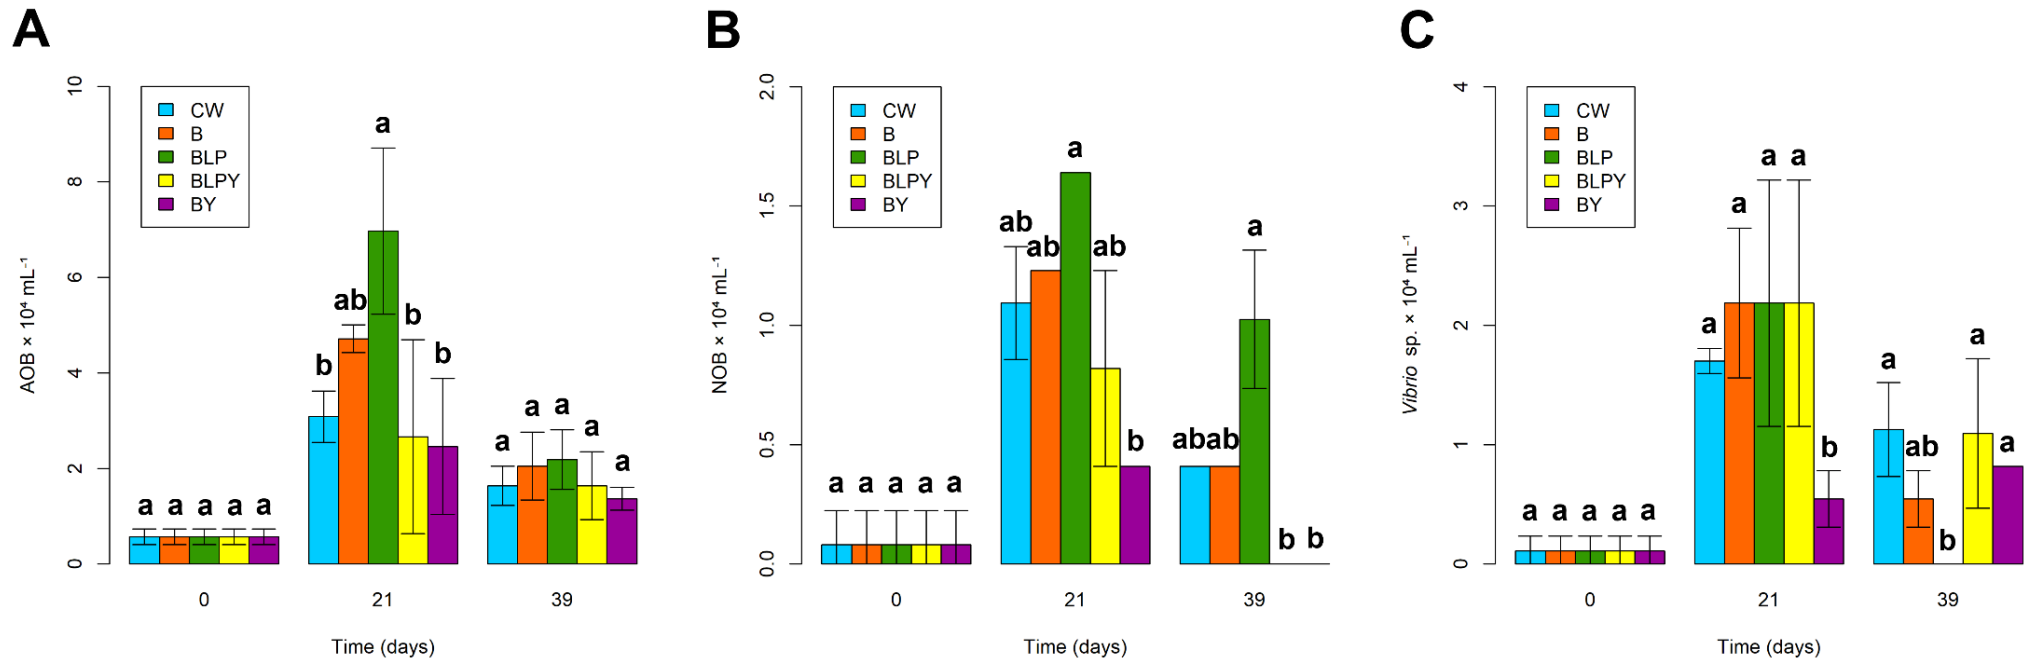 A
AOB × 10⁴ mL⁻¹
10
8
6
4
2
0
CW
B
BLP
BLPY
BY
a a a a a
b ab a b b
a a a a a
0 21 39
Time (days)
B
NOB × 10⁴ mL⁻¹
2.0
1.5
1.0
0.5
0.0
CW
B
BLP
BLPY
BY
a a a a a
ab ab a ab b
ab ab a b b
0 21 39
Time (days)
C
Vibrio sp. × 10⁴ mL⁻¹
4
3
2
1
0
CW
B
BLP
BLPY
BY
a a a a a
a a a a b
a ab b a a
0 21 39
Time (days)